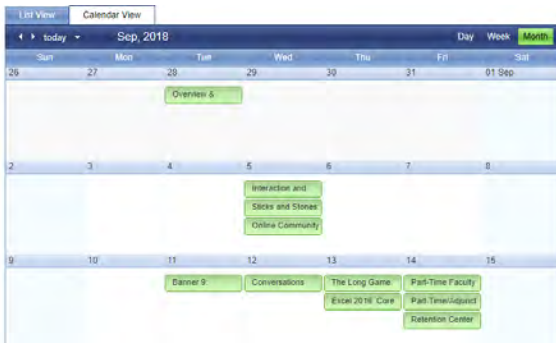 List View Calendar View
today Sep, 2018 Day Week Month
Sun Mon Tue Wed Thu Fri Sat
26 27 28 29 30 31 01 Sep
Overview &
2 3 4 5 6 7 8
Interaction and
Sticks and Stones
Online Community
9 10 11 12 13 14 15
Banner 9: Conversations The Long Game: Part-Time Faculty
Excel 2016: Core Part-Time/Adjunct
Retention Center